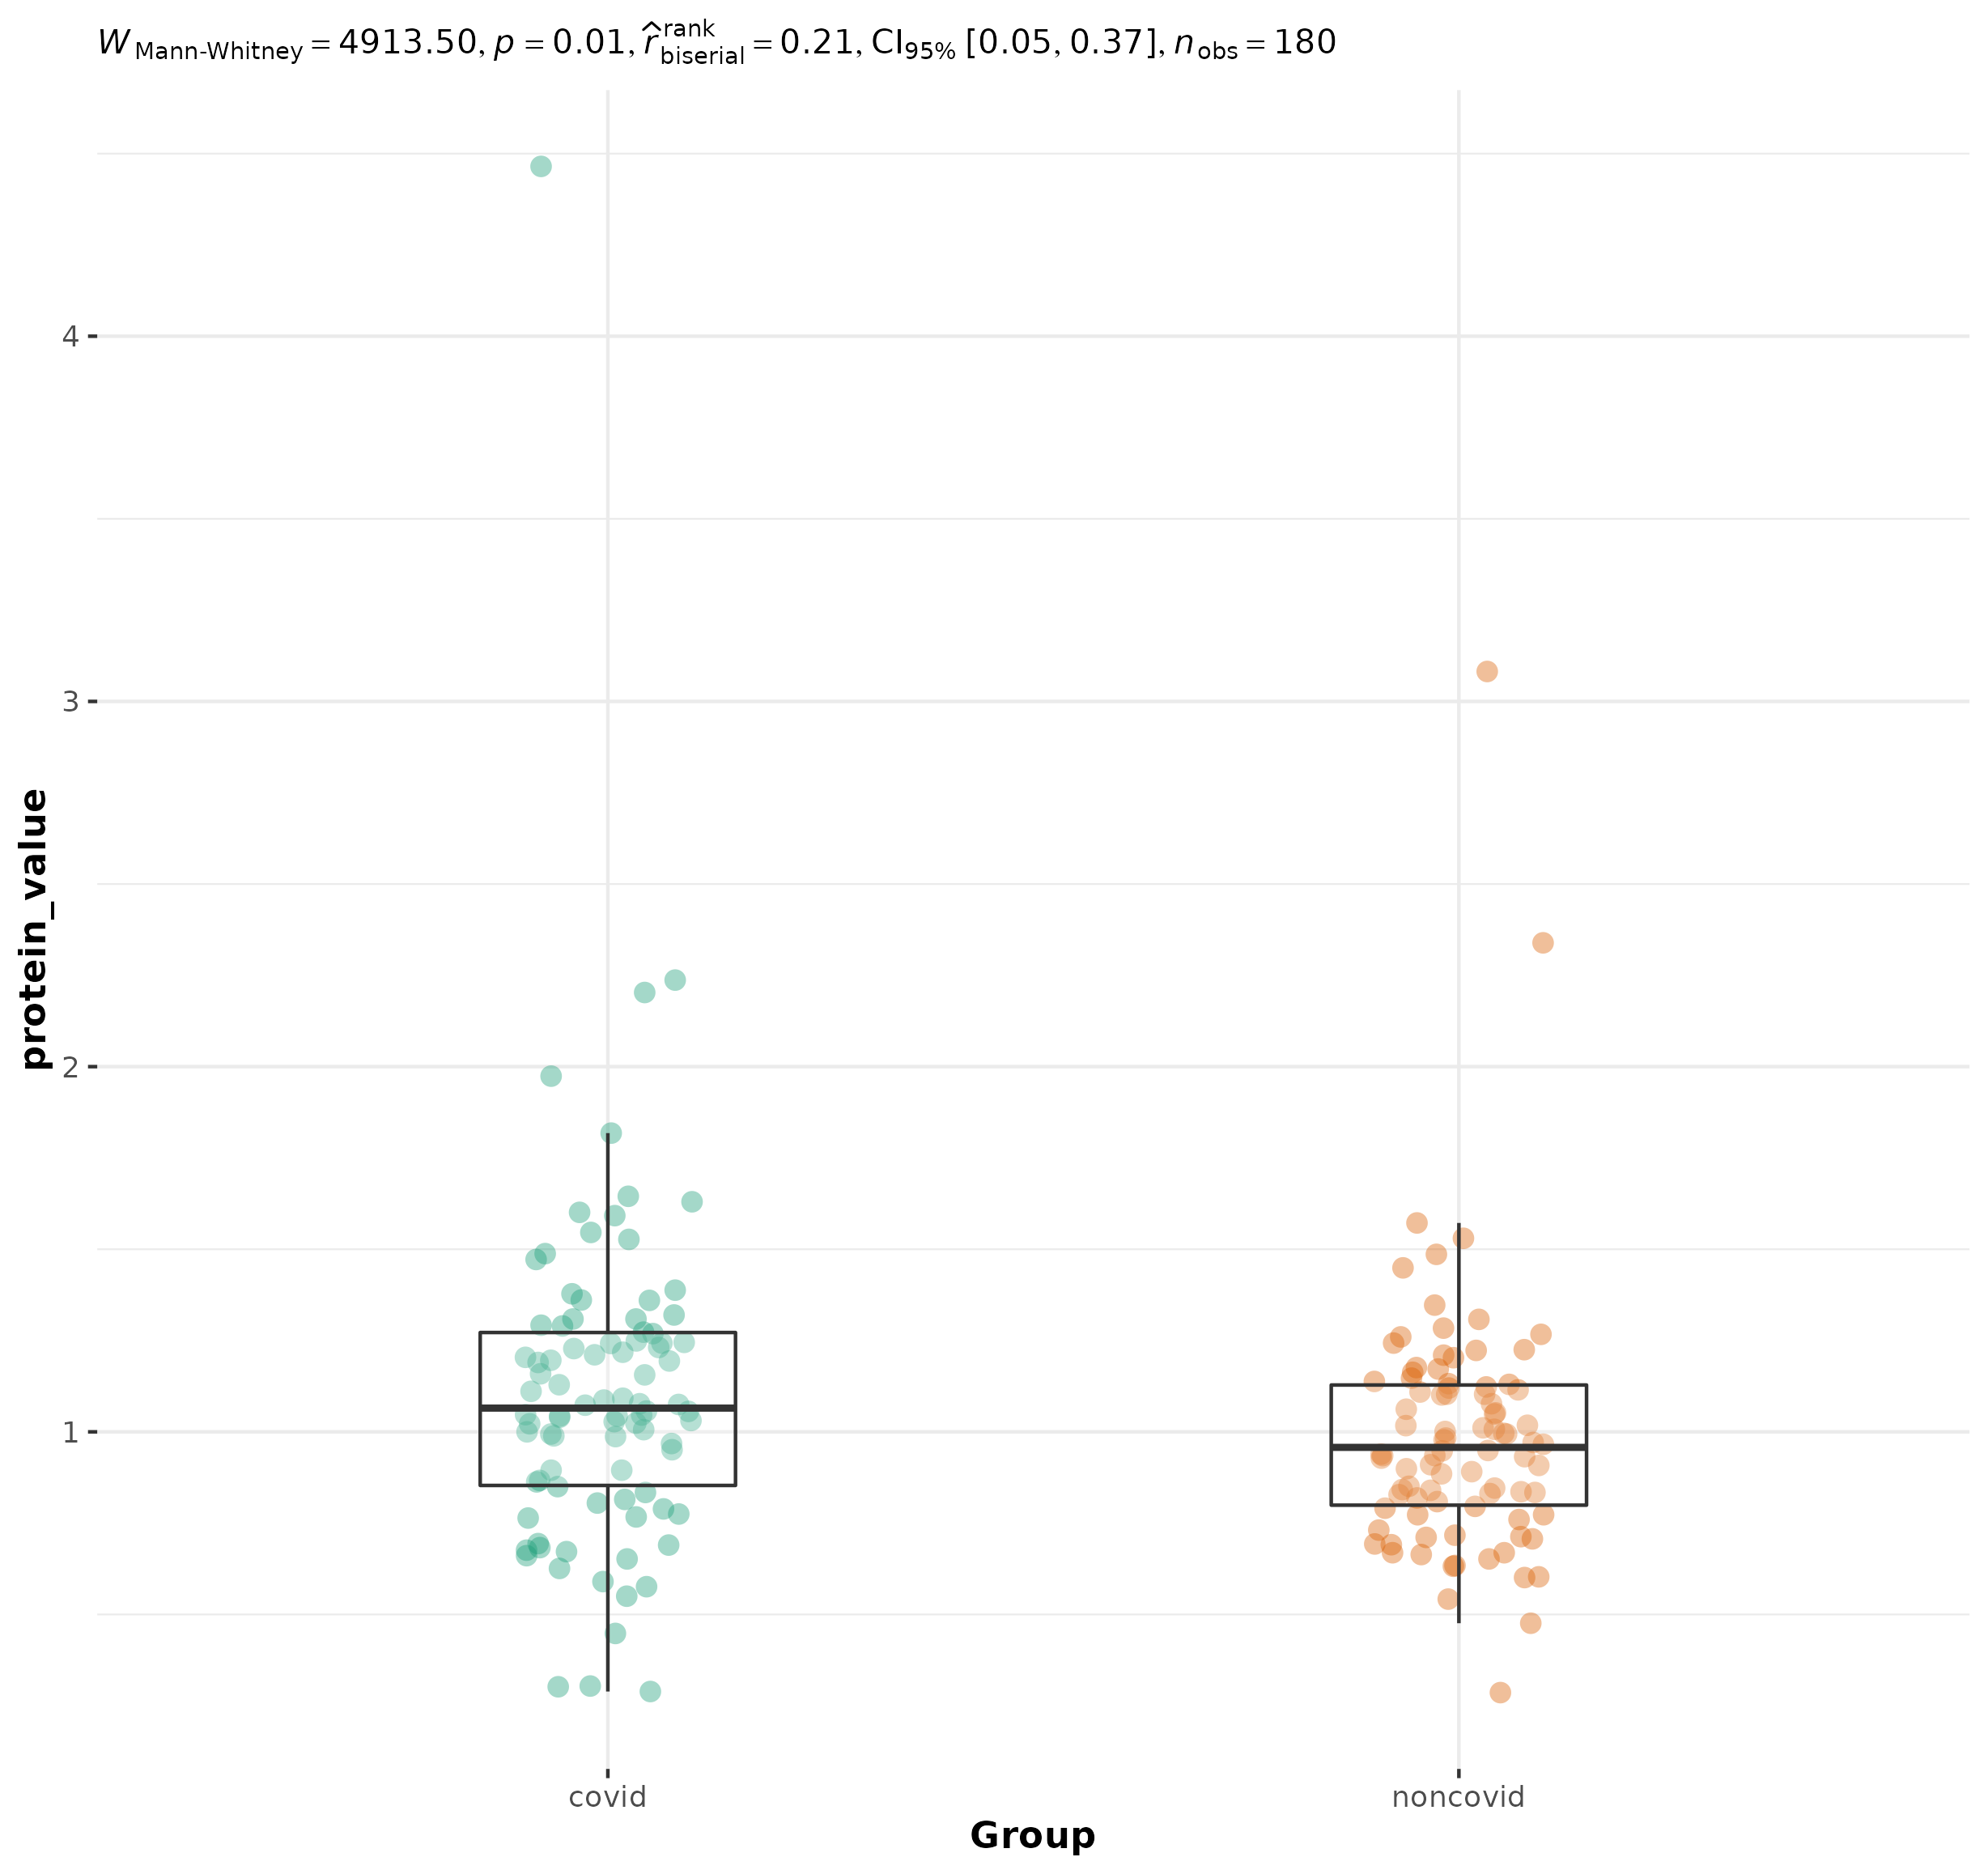 W Mann-Whitney = 4913.50, p = 0.01, r̂ rank biserial = 0.21, CI95% [0.05, 0.37], nobs = 180
4
3
2
1
protein_value
covid noncovid
Group